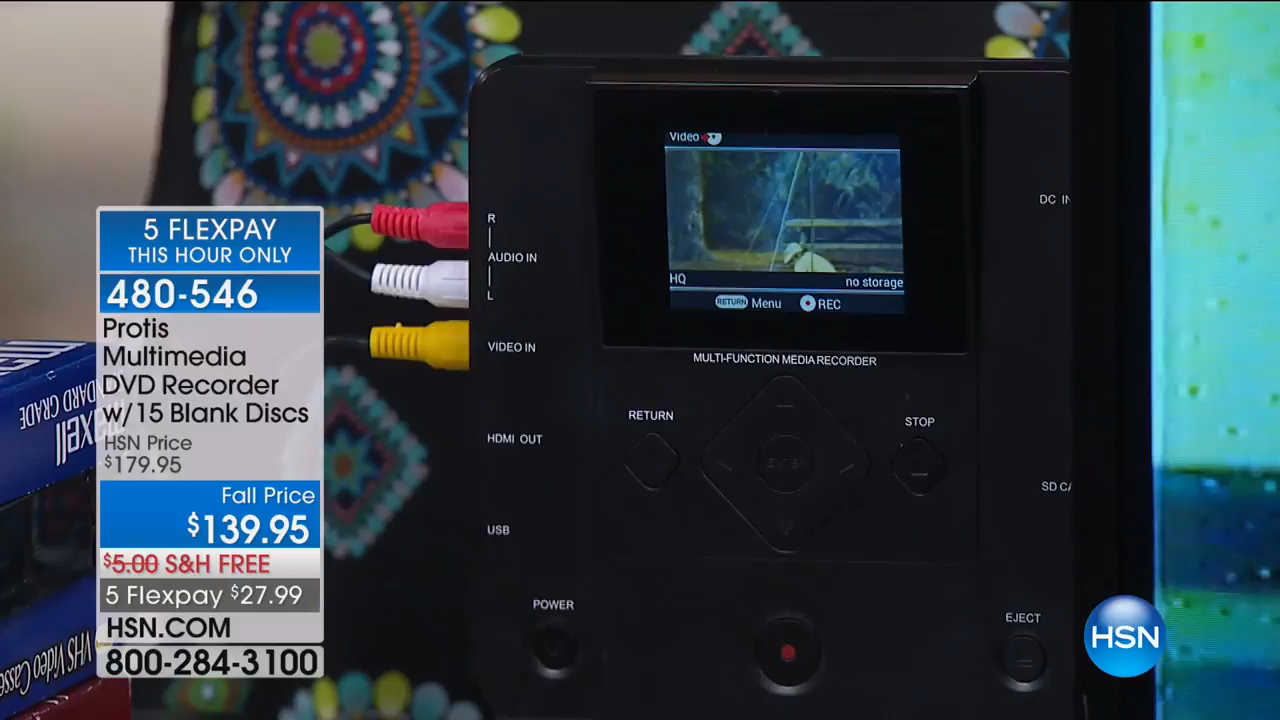 5 FLEXPAY
THIS HOUR ONLY
480-546
Protis
Multimedia
DVD Recorder
w/15 Blank Discs
HSN Price
$179.95
Fall Price
$139.95
$5.00 S&H FREE
5 Flexpay $27.99
HSN.COM
800-284-3100
maxell
STANDARD GRADE
VHS Video Casse
R
AUDIO IN
L
VIDEO IN
HDMI OUT
USB
POWER
Video
HQ
no storage
RETURN Menu
REC
MULTI-FUNCTION MEDIA RECORDER
RETURN
STOP
ENTER
DC IN
SD CA
EJECT
HSN